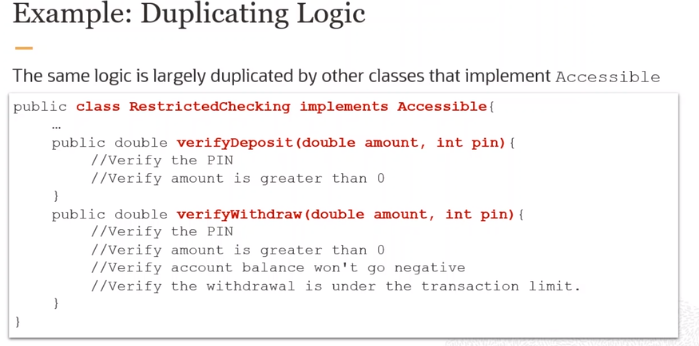 Example: Duplicating Logic
The same logic is largely duplicated by other classes that implement Accessible
public class RestrictedChecking implements Accessible{
…
public double verifyDeposit(double amount, int pin){
//Verify the PIN
//Verify amount is greater than 0
}
public double verifyWithdraw(double amount, int pin){
//Verify the PIN
//Verify amount is greater than 0
//Verify account balance won't go negative
//Verify the withdrawal is under the transaction limit.
}
}